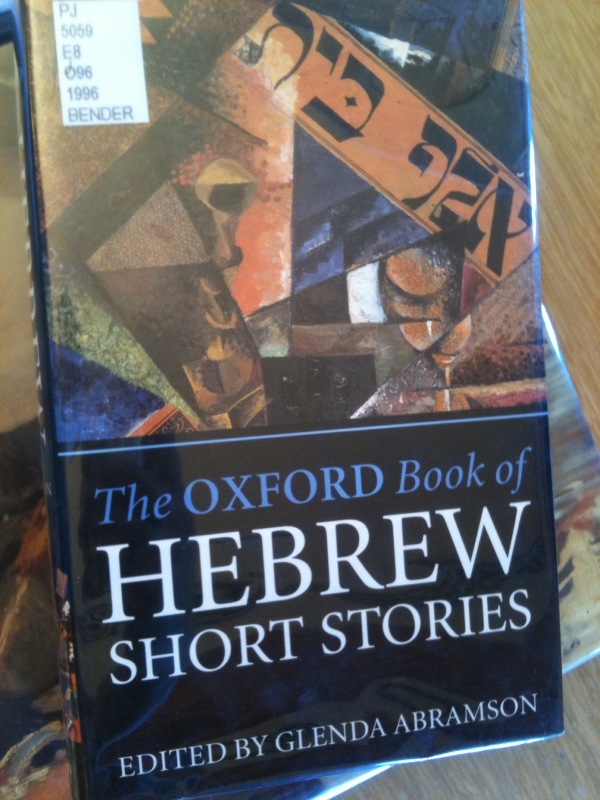 PJ
5059
E8
O96
1996
BENDER
The OXFORD Book of
HEBREW
SHORT STORIES
EDITED BY GLENDA ABRAMSON